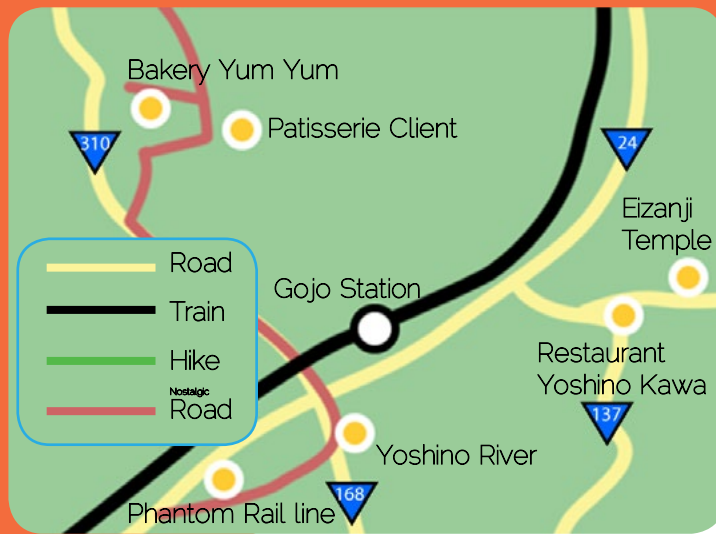 Bakery Yum Yum
Patisserie Client
310
24
Eizanji
Temple
Road
Train
Hike
Nostalgic
Road
Gojo Station
Restaurant
Yoshino Kawa
137
Yoshino River
168
Phantom Rail line